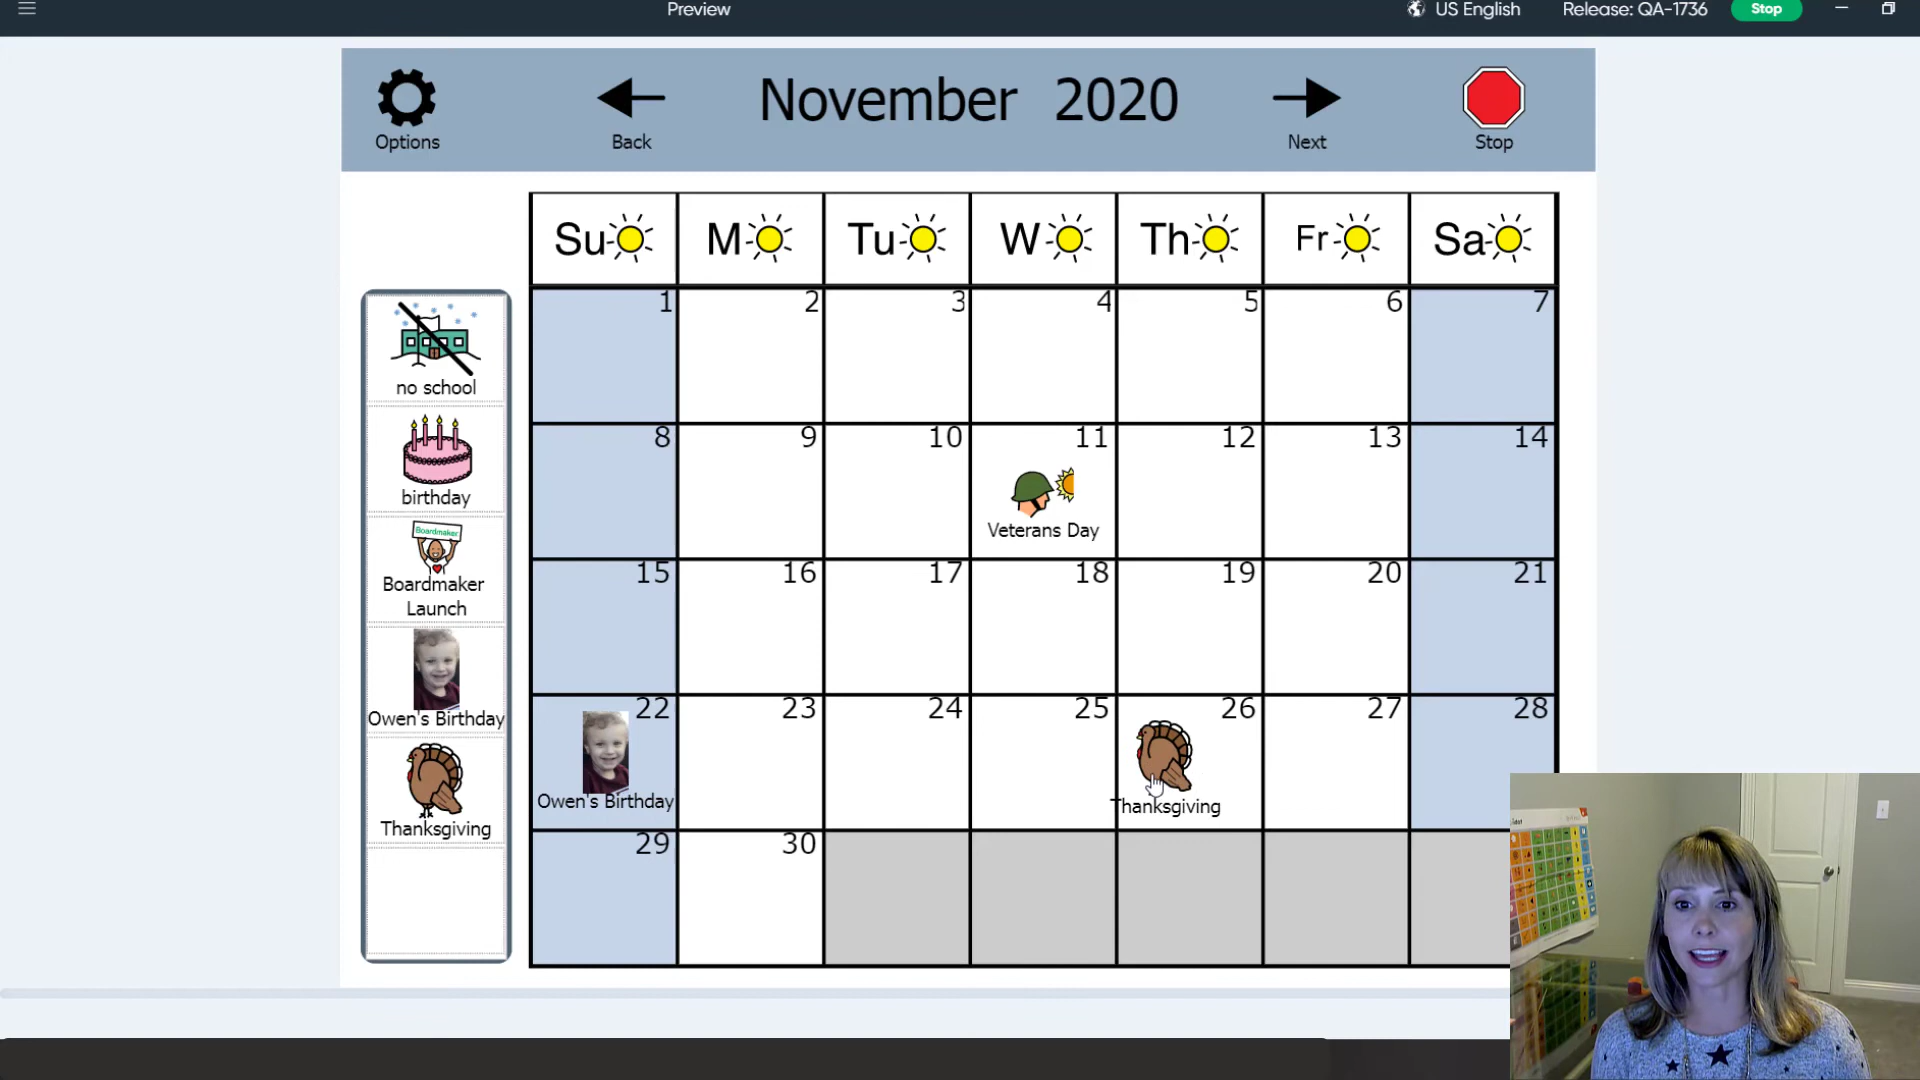 Preview
US English
Release: QA-1736
Stop
Options
Back
November 2020
Next
Stop
Su M Tu W Th Fr Sa
1 2 3 4 5 6 7
8 9 10 11 12 13 14
Veterans Day
15 16 17 18 19 20 21
22 23 24 25 26 27 28
Owen's Birthday
Thanksgiving
29 30
no school
birthday
Boardmaker
Boardmaker
Launch
Owen's Birthday
Thanksgiving